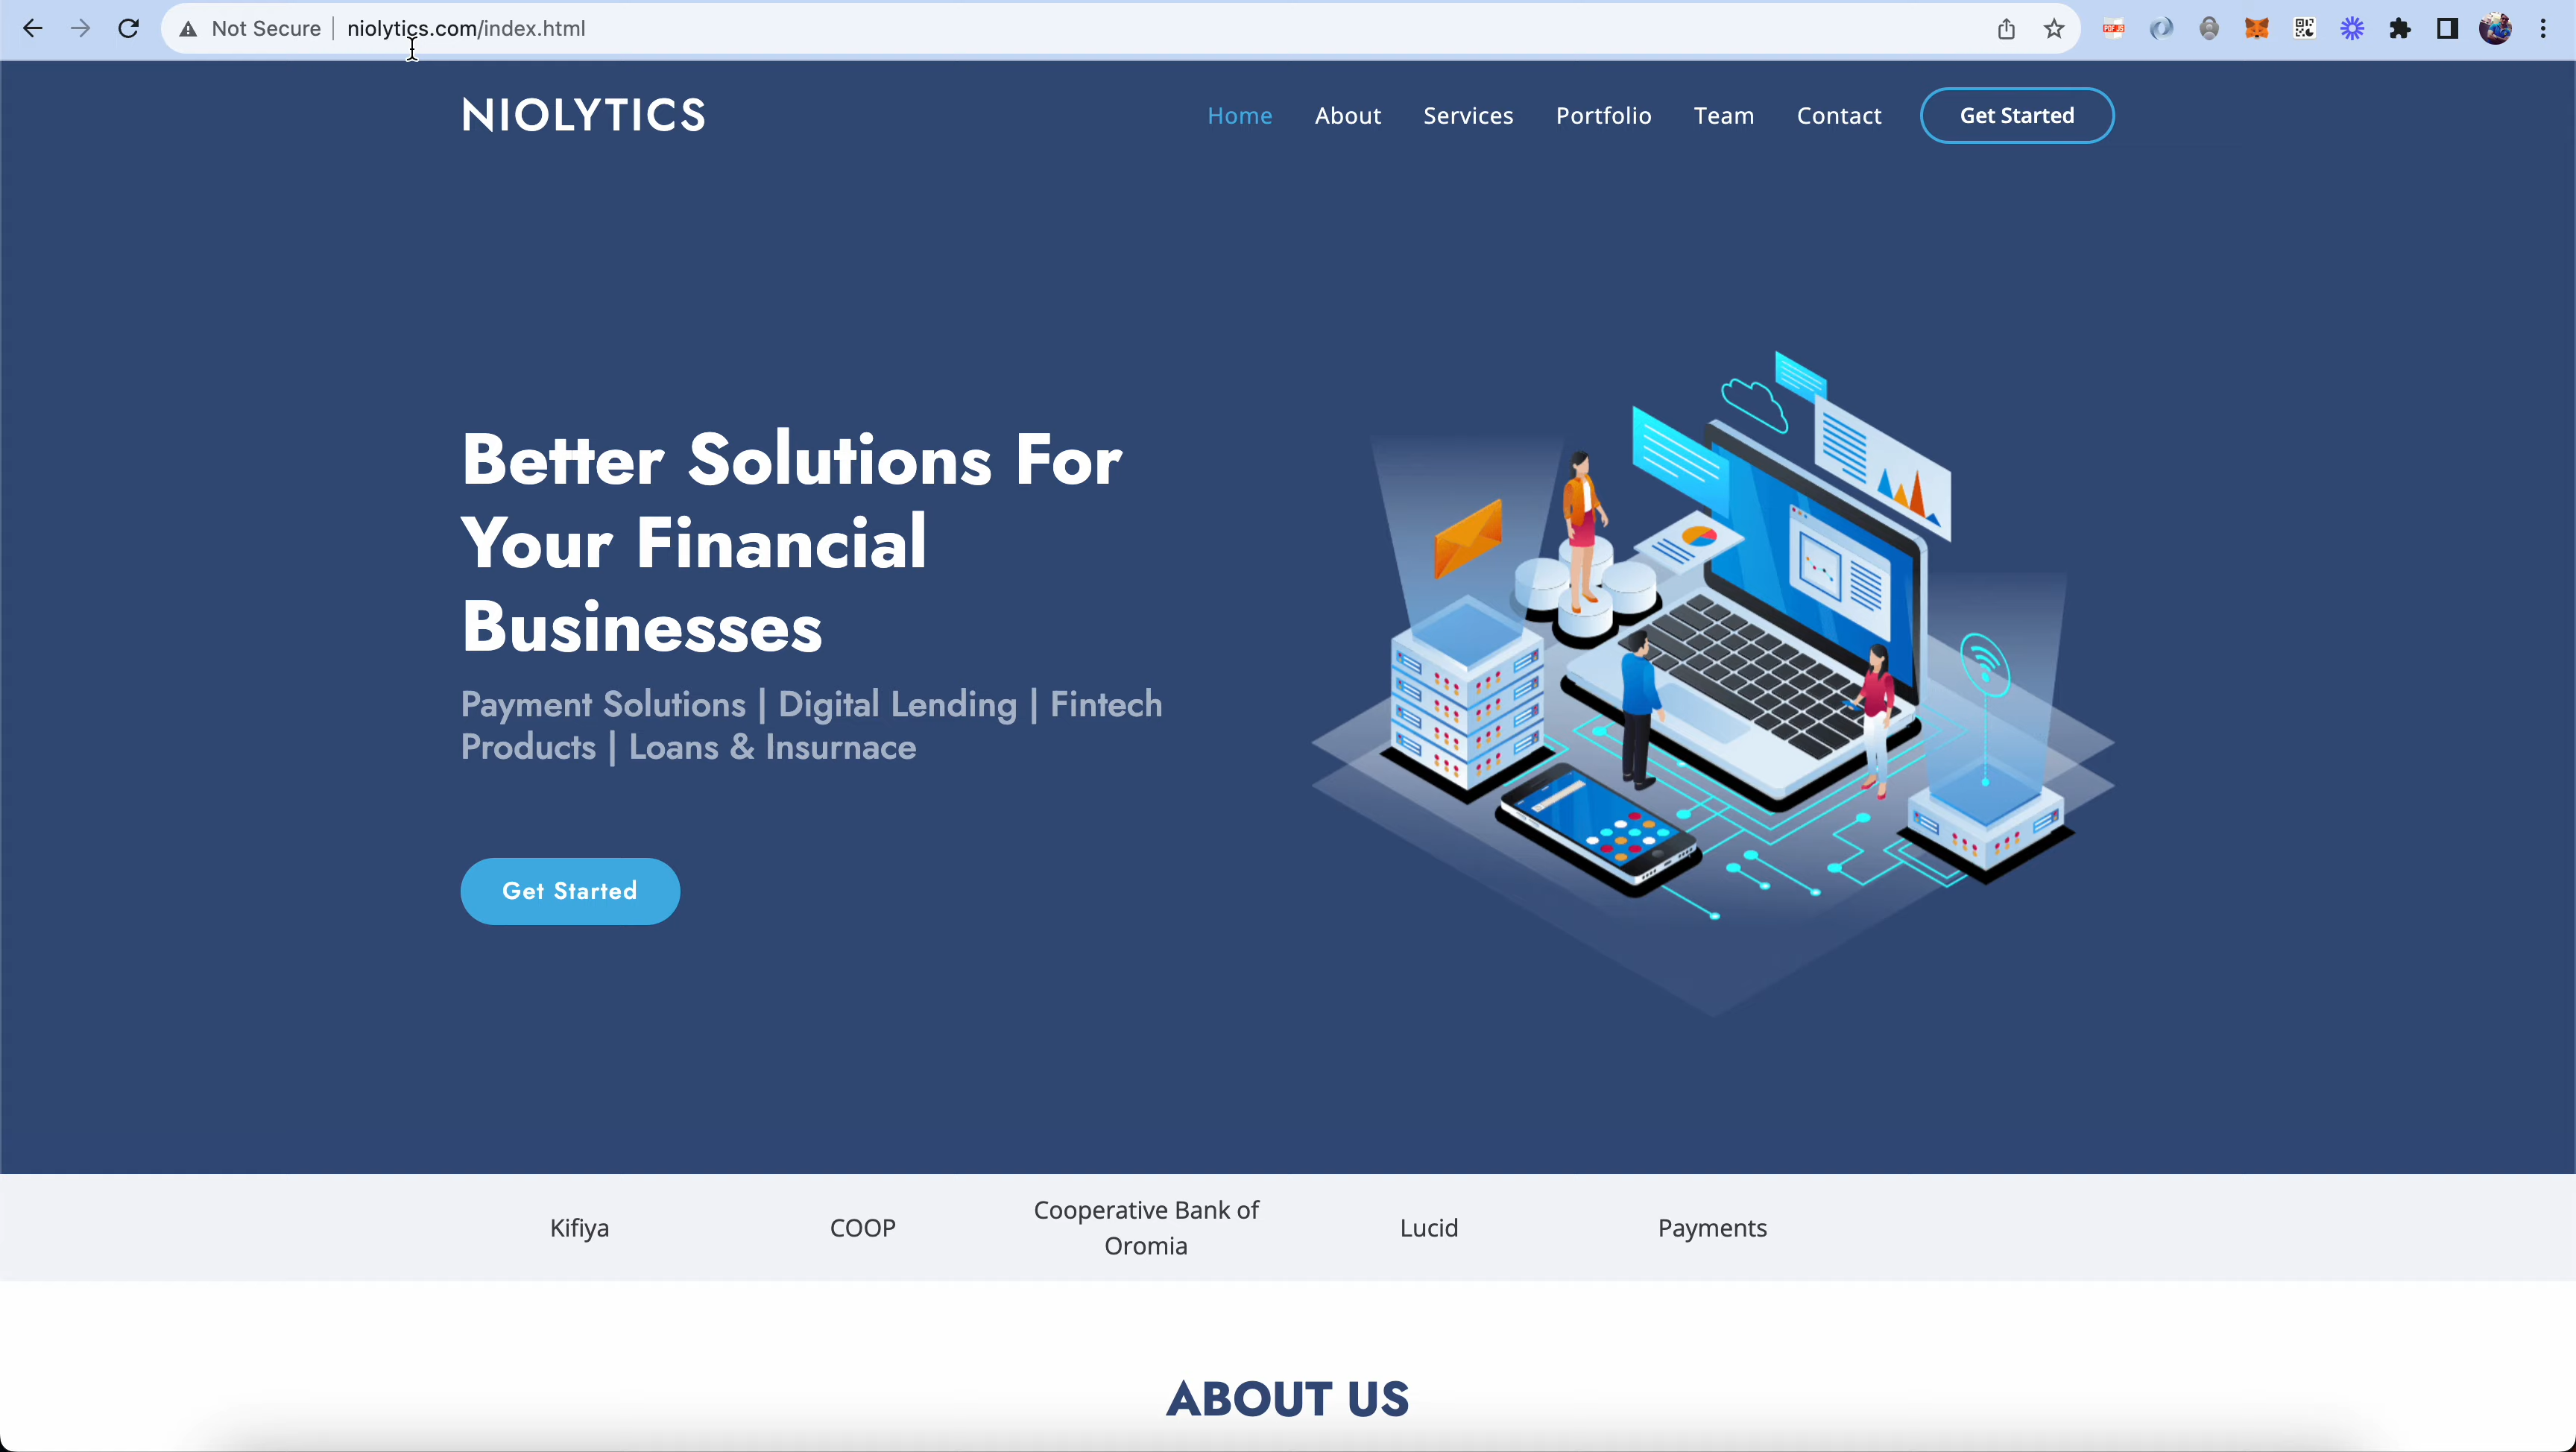 Not Secure
niolytics.com/index.html
NIOLYTICS
Home
About
Services
Portfolio
Team
Contact
Get Started
Better Solutions For
Your Financial
Businesses
Payment Solutions | Digital Lending | Fintech
Products | Loans & Insurnace
Get Started
Kifiya
COOP
Cooperative Bank of
Oromia
Lucid
Payments
ABOUT US